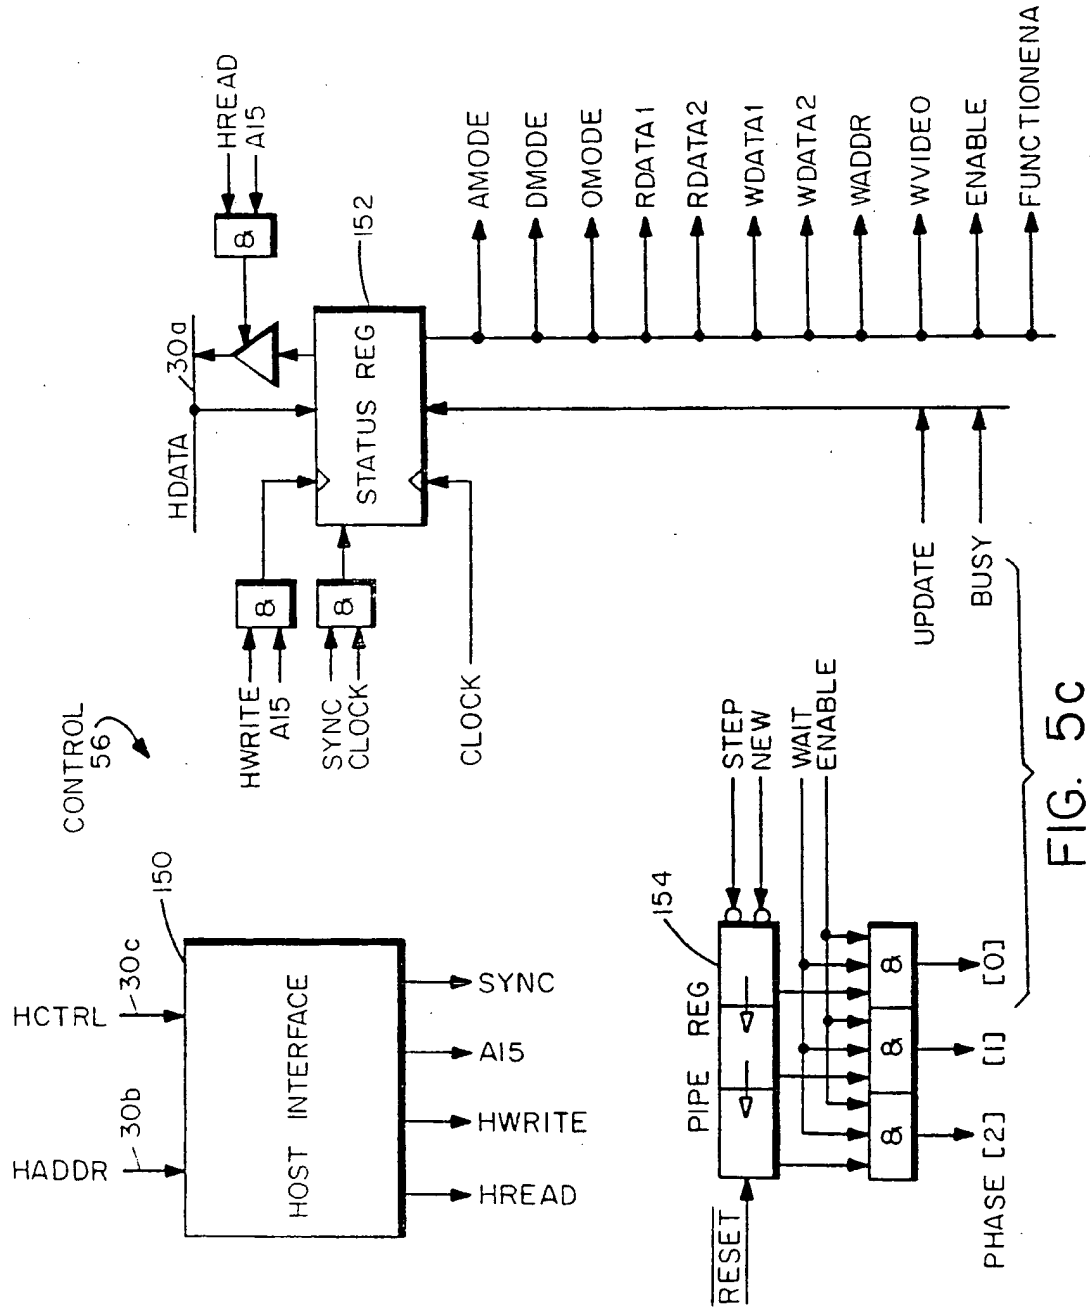 CONTROL
56
HADDR
30b
HCTRL
30c
150
HOST INTERFACE
HREAD
HWRITE
A15
SYNC
HDATA
30a
HREAD
A15
&
HWRITE
A15
&
SYNC
CLOCK
&
CLOCK
STATUS REG
152
AMODE
DMODE
OMODE
RDATA1
RDATA2
WDATA1
WDATA2
WADDR
WVIDEO
ENABLE
FUNCTIONENA
UPDATE
BUSY
PIPE REG
154
RESET
STEP
NEW
WAIT
ENABLE
& & &
PHASE [2] [1] [0]
FIG. 5c